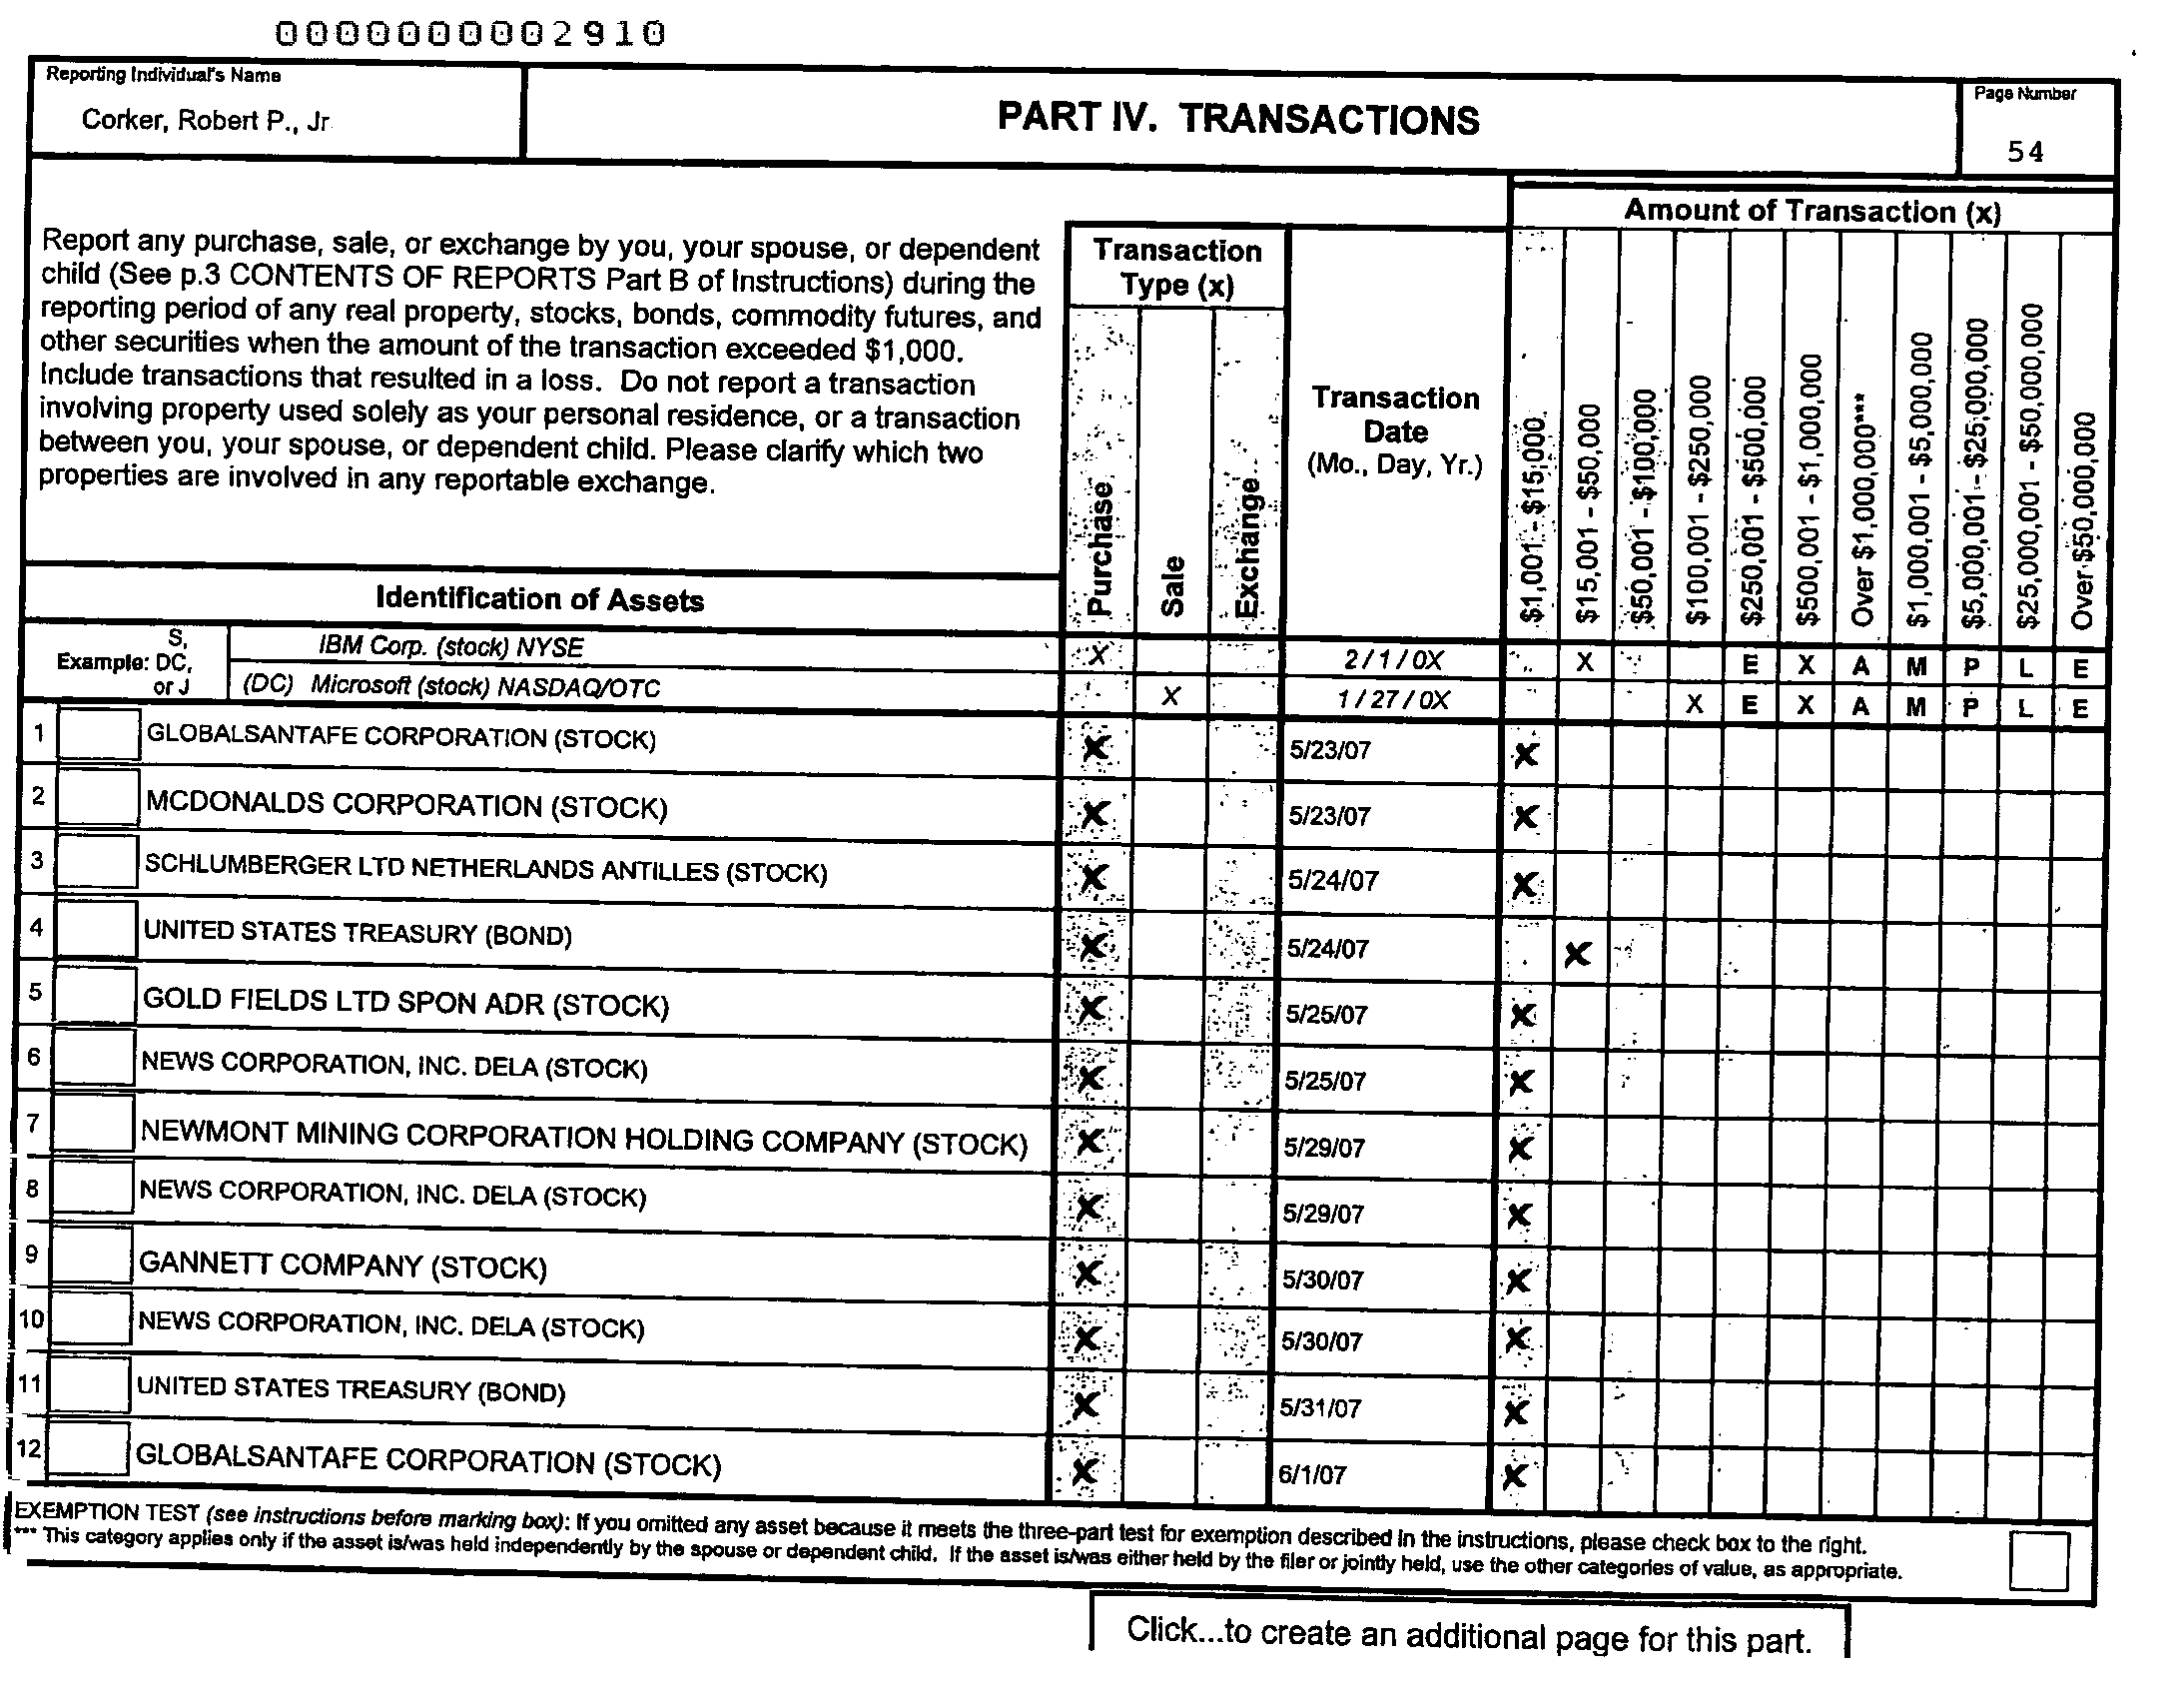 0000000002910
Reporting Individual's Name
Corker, Robert P., Jr
PART IV. TRANSACTIONS
Page Number
54
Report any purchase, sale, or exchange by you, your spouse, or dependent
child (See p.3 CONTENTS OF REPORTS Part B of Instructions) during the
reporting period of any real property, stocks, bonds, commodity futures, and
other securities when the amount of the transaction exceeded $1,000.
Include transactions that resulted in a loss. Do not report a transaction
involving property used solely as your personal residence, or a transaction
between you, your spouse, or dependent child. Please clarify which two
properties are involved in any reportable exchange.
Identification of Assets
Transaction
Type (x)
Purchase
Sale
Exchange
Transaction
Date
(Mo., Day, Yr.)
Amount of Transaction (x)
$1,001 - $15,000
$15,001 - $50,000
$50,001 - $100,000
$100,001 - $250,000
$250,001 - $500,000
$500,001 - $1,000,000
Over $1,000,000***
$1,000,001 - $5,000,000
$5,000,001 - $25,000,000
$25,000,001 - $50,000,000
Over $50,000,000
Example: S, DC, or J
IBM Corp. (stock) NYSE X 2 / 1 / 0X X E X A M P L E
(DC) Microsoft (stock) NASDAQ/OTC X 1 / 27 / 0X X E X A M P L E
1 GLOBALSANTAFE CORPORATION (STOCK) X 5/23/07 X
2 MCDONALDS CORPORATION (STOCK) X 5/23/07 X
3 SCHLUMBERGER LTD NETHERLANDS ANTILLES (STOCK) X 5/24/07 X
4 UNITED STATES TREASURY (BOND) X 5/24/07 X
5 GOLD FIELDS LTD SPON ADR (STOCK) X 5/25/07 X
6 NEWS CORPORATION, INC. DELA (STOCK) X 5/25/07 X
7 NEWMONT MINING CORPORATION HOLDING COMPANY (STOCK) X 5/29/07 X
8 NEWS CORPORATION, INC. DELA (STOCK) X 5/29/07 X
9 GANNETT COMPANY (STOCK) X 5/30/07 X
10 NEWS CORPORATION, INC. DELA (STOCK) X 5/30/07 X
11 UNITED STATES TREASURY (BOND) X 5/31/07 X
12 GLOBALSANTAFE CORPORATION (STOCK) X 6/1/07 X
EXEMPTION TEST (see instructions before marking box): If you omitted any asset because it meets the three-part test for exemption described in the instructions, please check box to the right.
*** This category applies only if the asset is/was held independently by the spouse or dependent child. If the asset is/was either held by the filer or jointly held, use the other categories of value, as appropriate.
Click...to create an additional page for this part.